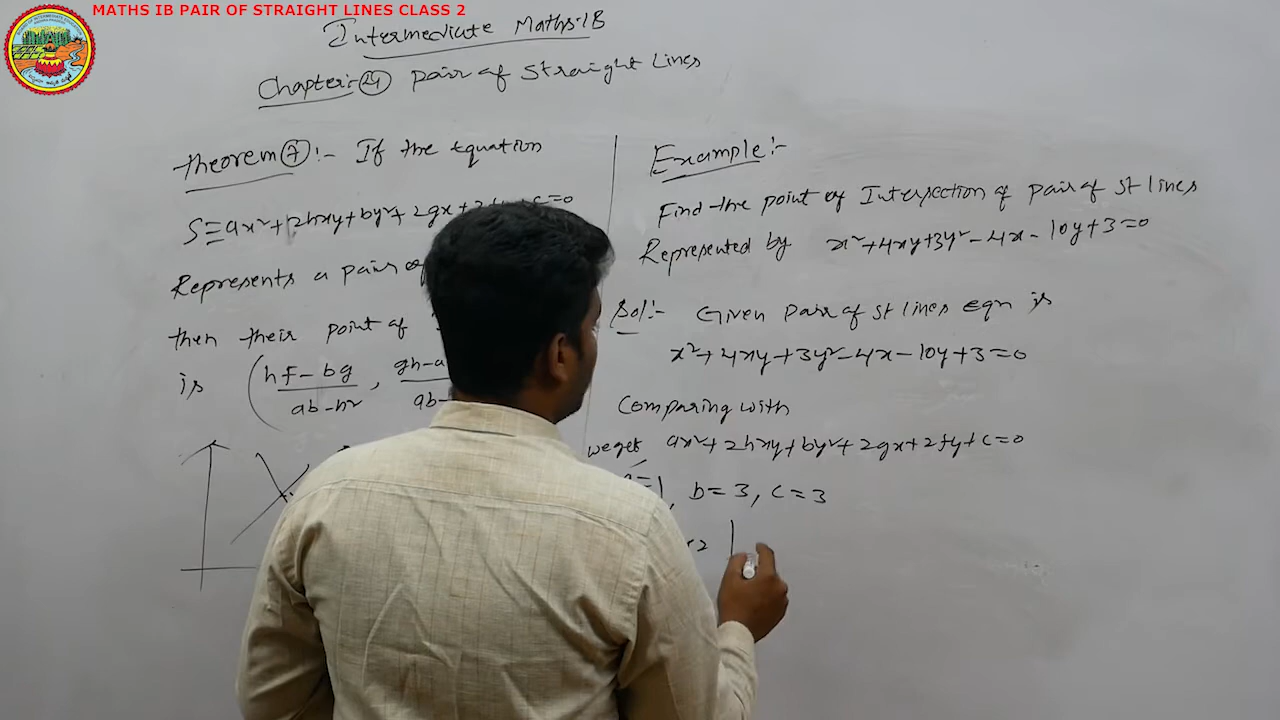 MATHS IB PAIR OF STRAIGHT LINES CLASS 2
Intermediate Maths-IB
Chapter:- 24 pair of straight Lines
Theorem 7 :- If the Equation
S≡ax²+2hxy+by²+2gx+ =0
Represents a pair of
then their point of
is (hf-bg/ab-h², gh-a
Example:-
Find the point of Intersection of pair of st lines
Represented by x²+4xy+3y²-4x-10y+3=0
Sol:- Given pair of st lines eqn is
x²+4xy+3y²-4x-10y+3=0
Comparing with
we get ax²+2hxy+by²+2gx+2fy+c=0
=1, b=3, c=3